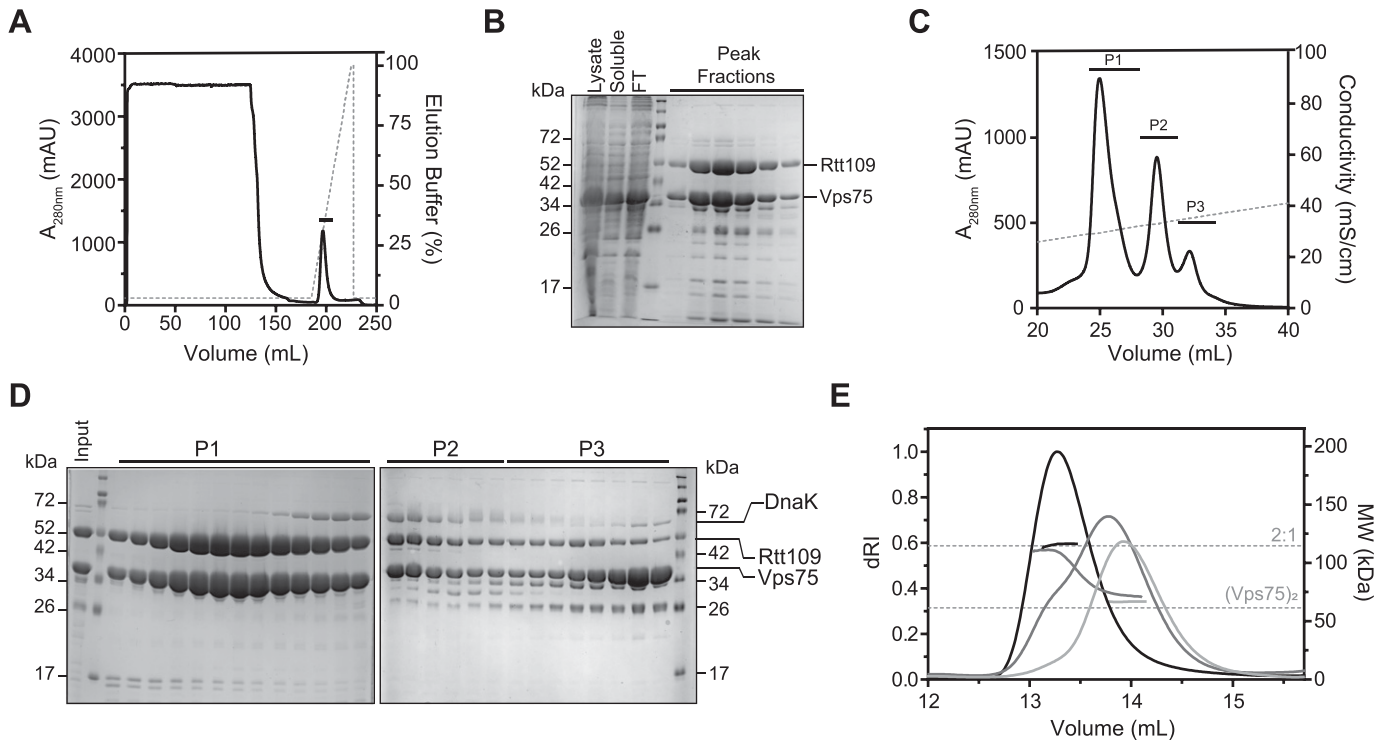 A
4000
3000
2000
1000
0
A280nm (mAU)
100
75
50
25
0
Elution Buffer (%)
0 50 100 150 200 250
Volume (mL)
B
kDa
Lysate
Soluble
FT
Peak
Fractions
72
52
42
34
26
17
Rtt109
Vps75
C
1500
1000
500
0
A280nm (mAU)
P1
P2
P3
100
80
60
40
20
0
Conductivity (mS/cm)
20 25 30 35 40
Volume (mL)
D
kDa
Input
P1
P2
P3
kDa
72
52
42
34
26
17
72
42
34
26
17
DnaK
Rtt109
Vps75
E
1.0
0.8
0.6
0.4
0.2
0.0
dRI
2:1
(Vps75)₂
200
150
100
50
0
MW (kDa)
12 13 14 15
Volume (mL)